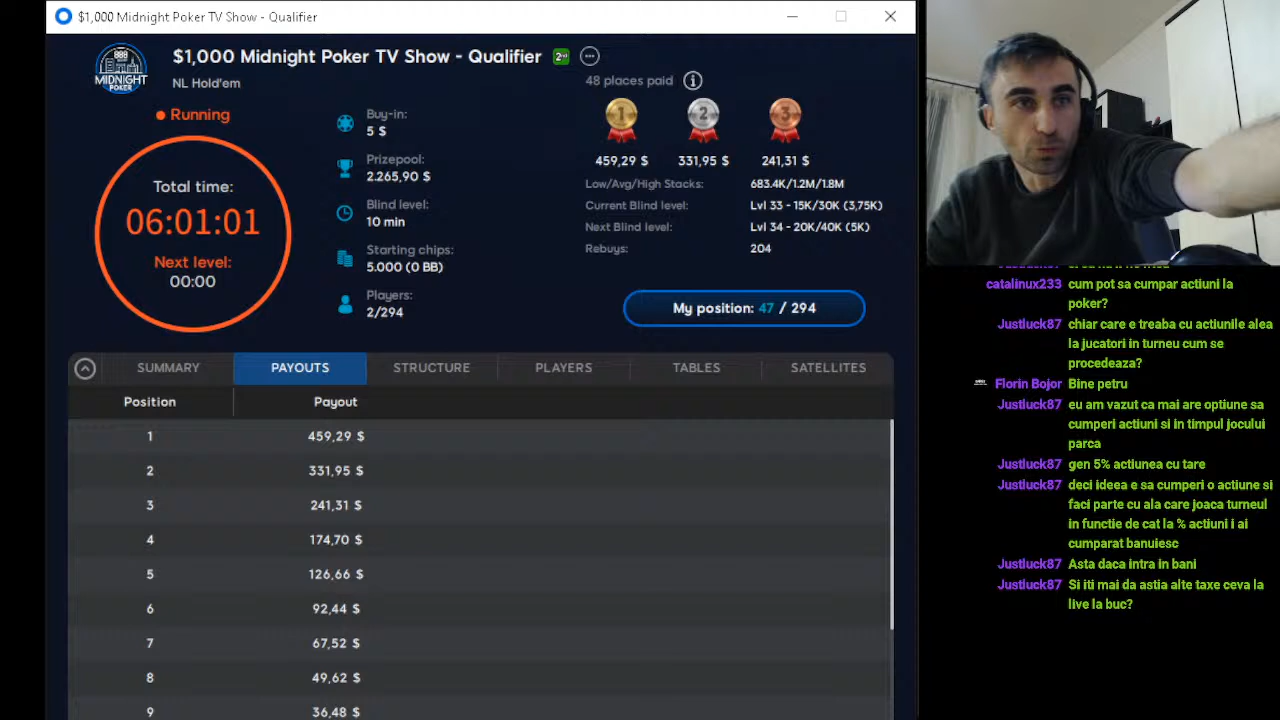 $1,000 Midnight Poker TV Show - Qualifier
888
MIDNIGHT
POKER
$1,000 Midnight Poker TV Show - Qualifier
2nd
NL Hold'em
48 places paid
Running
Total time:
06:01:01
Next level:
00:00
Buy-in:
5 $
Prizepool:
2.265,90 $
Blind level:
10 min
Starting chips:
5.000 (0 BB)
Players:
2/294
1
2
3
459,29 $
331,95 $
241,31 $
Low/Avg/High Stacks: 683.4K/1.2M/1.8M
Current Blind level: Lvl 33 - 15K/30K (3,75K)
Next Blind level: Lvl 34 - 20K/40K (5K)
Rebuys: 204
My position: 47 / 294
SUMMARY PAYOUTS STRUCTURE PLAYERS TABLES SATELLITES
Position Payout
1 459,29 $
2 331,95 $
3 241,31 $
4 174,70 $
5 126,66 $
6 92,44 $
7 67,52 $
8 49,62 $
9 36,48 $
catalinux233 cum pot sa cumpar actiuni la
poker?
Justluck87 chiar care e treaba cu actiunile alea
la jucatori in turneu cum se
procedeaza?
Florin Bojor Bine petru
Justluck87 eu am vazut ca mai are optiune sa
cumperi actiuni si in timpul jocului
parca
Justluck87 gen 5% actiunea cu tare
Justluck87 deci ideea e sa cumperi o actiune si
faci parte cu ala care joaca turneul
in functie de cat la % actiuni i ai
cumparat banuiesc
Justluck87 Asta daca intra in bani
Justluck87 Si iti mai da astia alte taxe ceva la
live la buc?